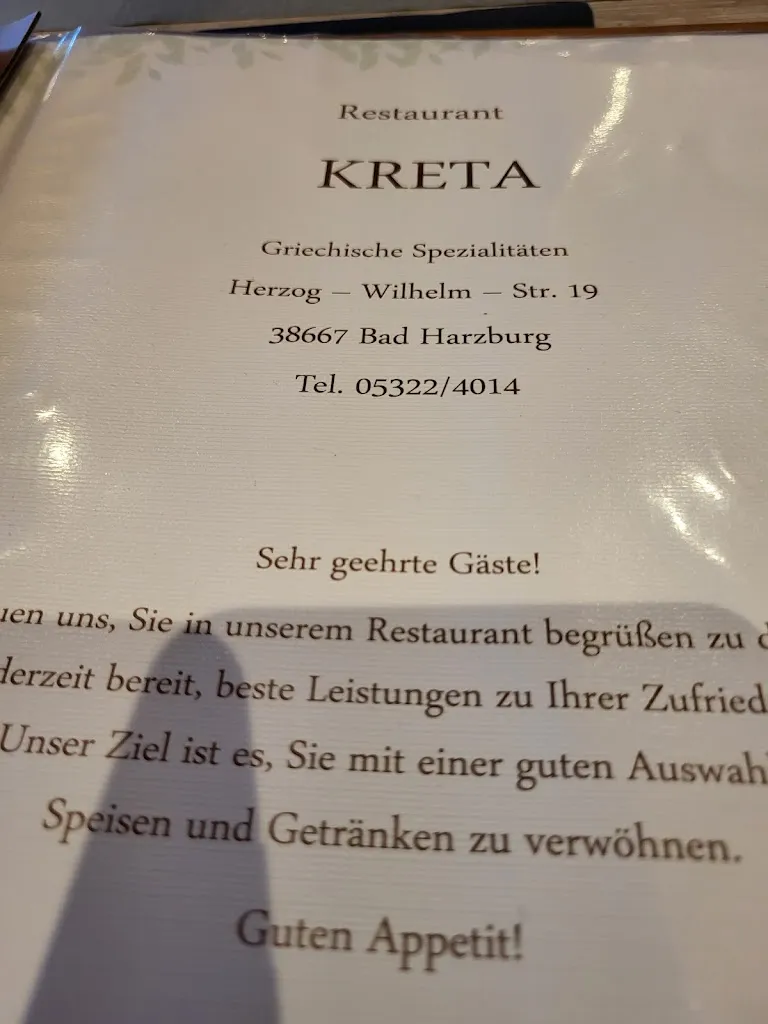 Restaurant
KRETA
Griechische Spezialitäten
Herzog – Wilhelm – Str. 19
38667 Bad Harzburg
Tel. 05322/4014
Sehr geehrte Gäste!
uns, Sie in unserem Restaurant begrüßen zu
bereit, beste Leistungen zu Ihrer
Unser Ziel ist es, Sie mit einer guten
Speisen und Getränken zu verwöhnen.
Guten Appetit!